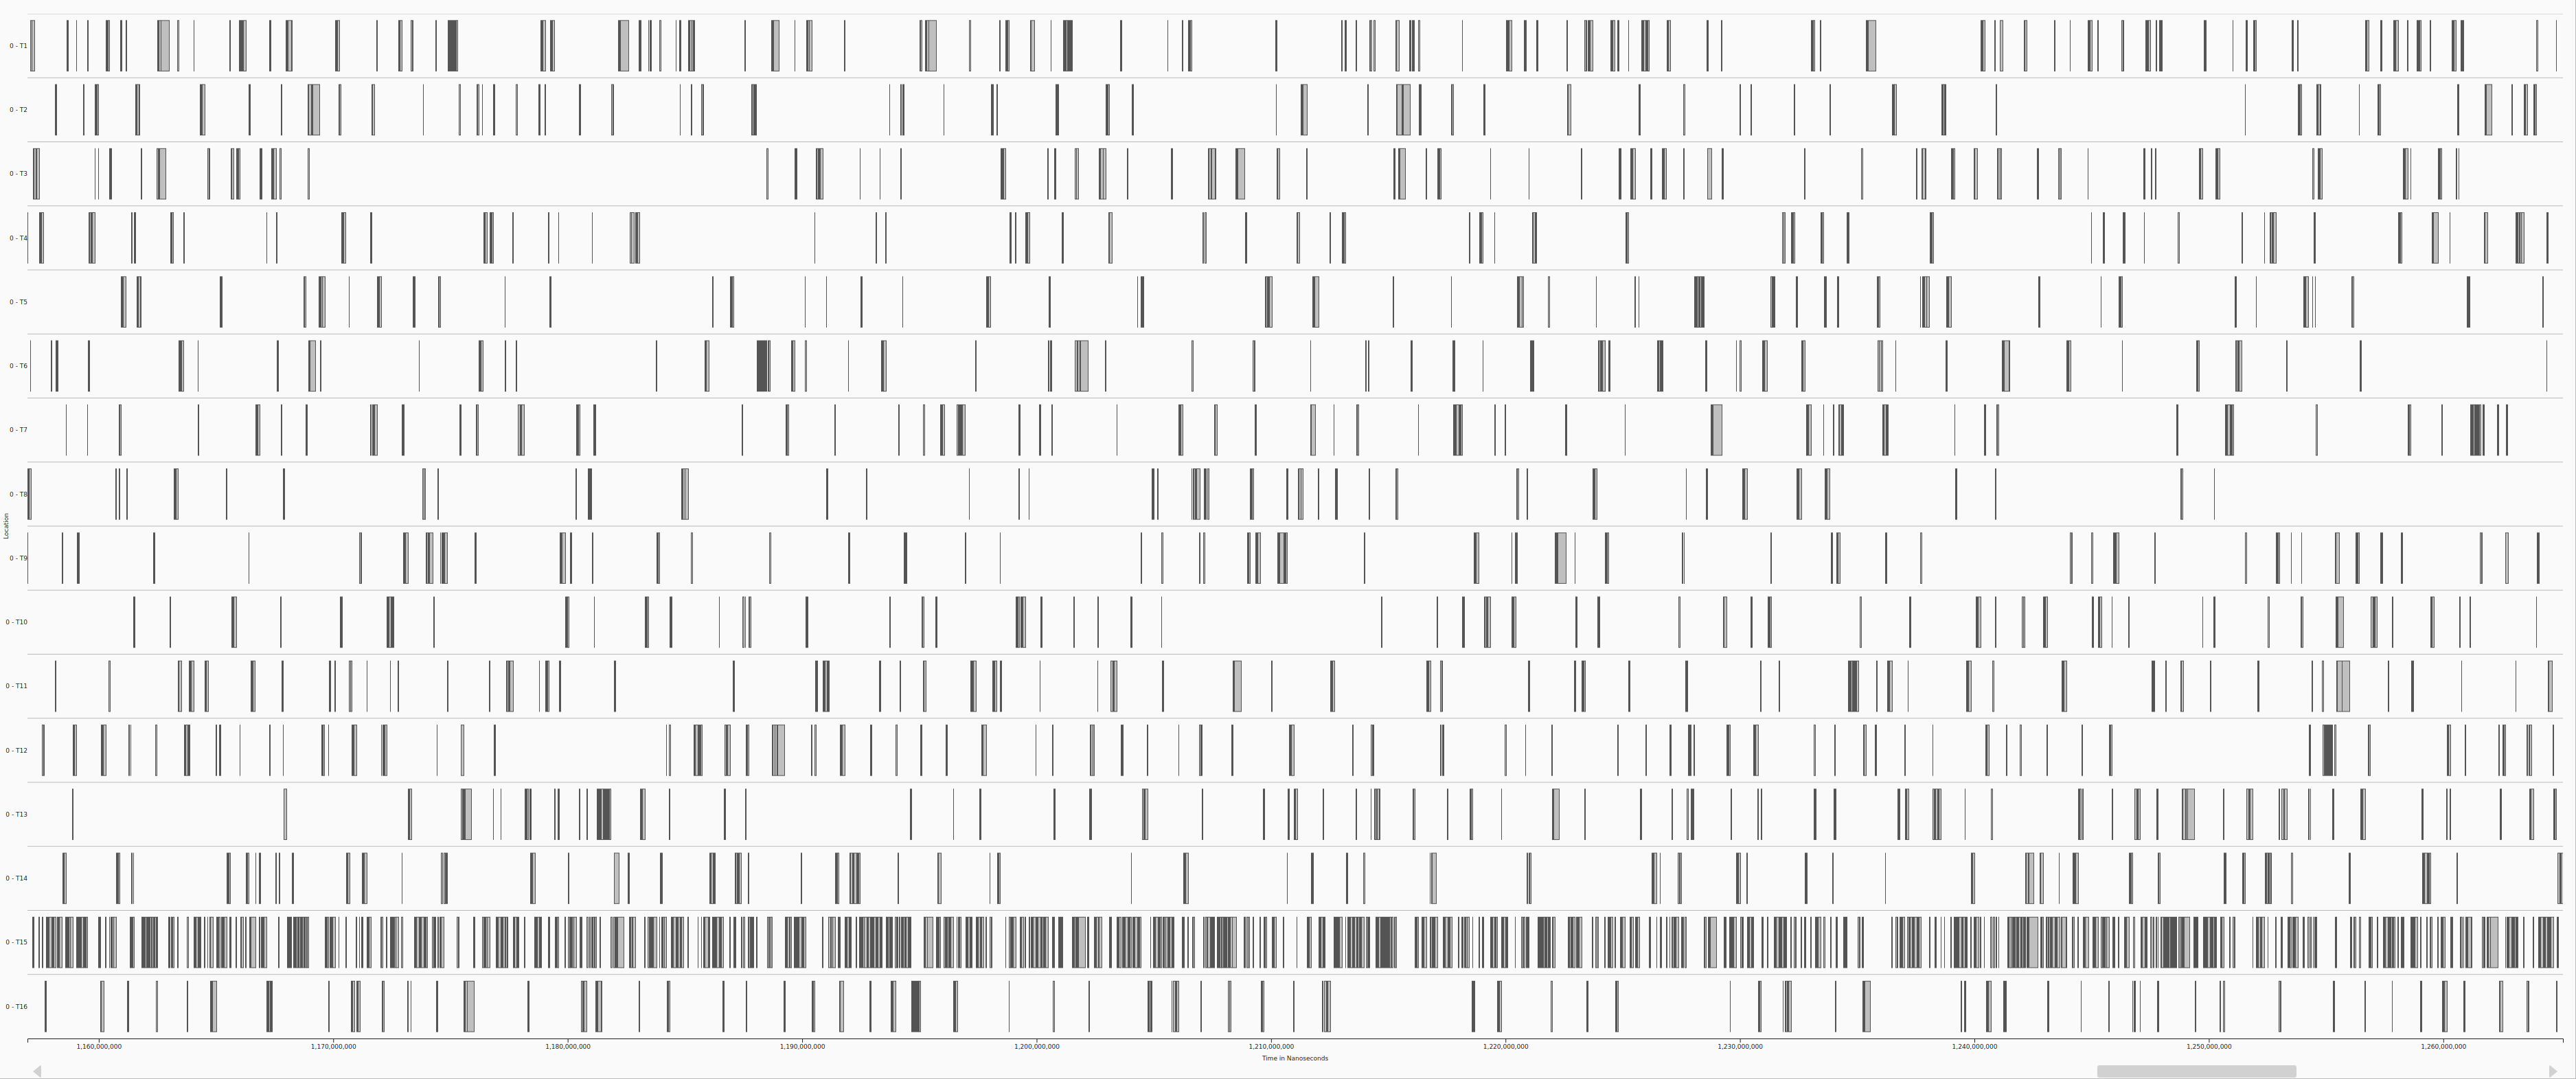 0 - T1
0 - T2
0 - T3
0 - T4
0 - T5
0 - T6
0 - T7
0 - T8
Location
0 - T9
0 - T10
0 - T11
0 - T12
0 - T13
0 - T14
0 - T15
0 - T16
1,160,000,000 1,170,000,000 1,180,000,000 1,190,000,000 1,200,000,000 1,210,000,000 1,220,000,000 1,230,000,000 1,240,000,000 1,250,000,000 1,260,000,000
Time in Nanoseconds